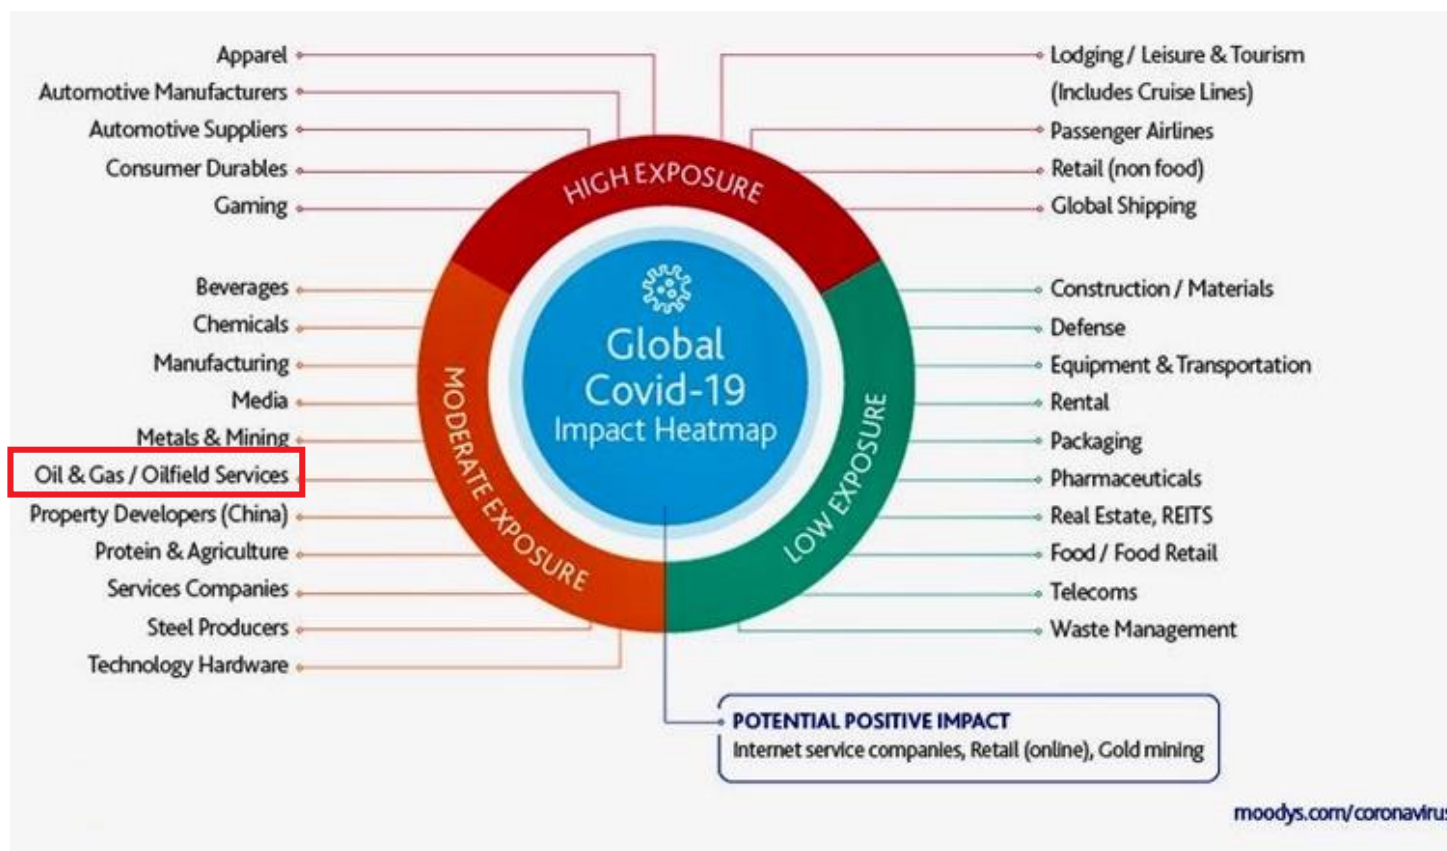 Apparel
Automotive Manufacturers
Automotive Suppliers
Consumer Durables
Gaming
Lodging / Leisure & Tourism
(Includes Cruise Lines)
Passenger Airlines
Retail (non food)
Global Shipping
HIGH EXPOSURE
Beverages
Chemicals
Manufacturing
Media
Metals & Mining
Oil & Gas / Oilfield Services
Property Developers (China)
Protein & Agriculture
Services Companies
Steel Producers
Technology Hardware
MODERATE EXPOSURE
Global
Covid-19
Impact Heatmap
LOW EXPOSURE
Construction / Materials
Defense
Equipment & Transportation
Rental
Packaging
Pharmaceuticals
Real Estate, REITS
Food / Food Retail
Telecoms
Waste Management
POTENTIAL POSITIVE IMPACT
Internet service companies, Retail (online), Gold mining
moodys.com/coronavirus